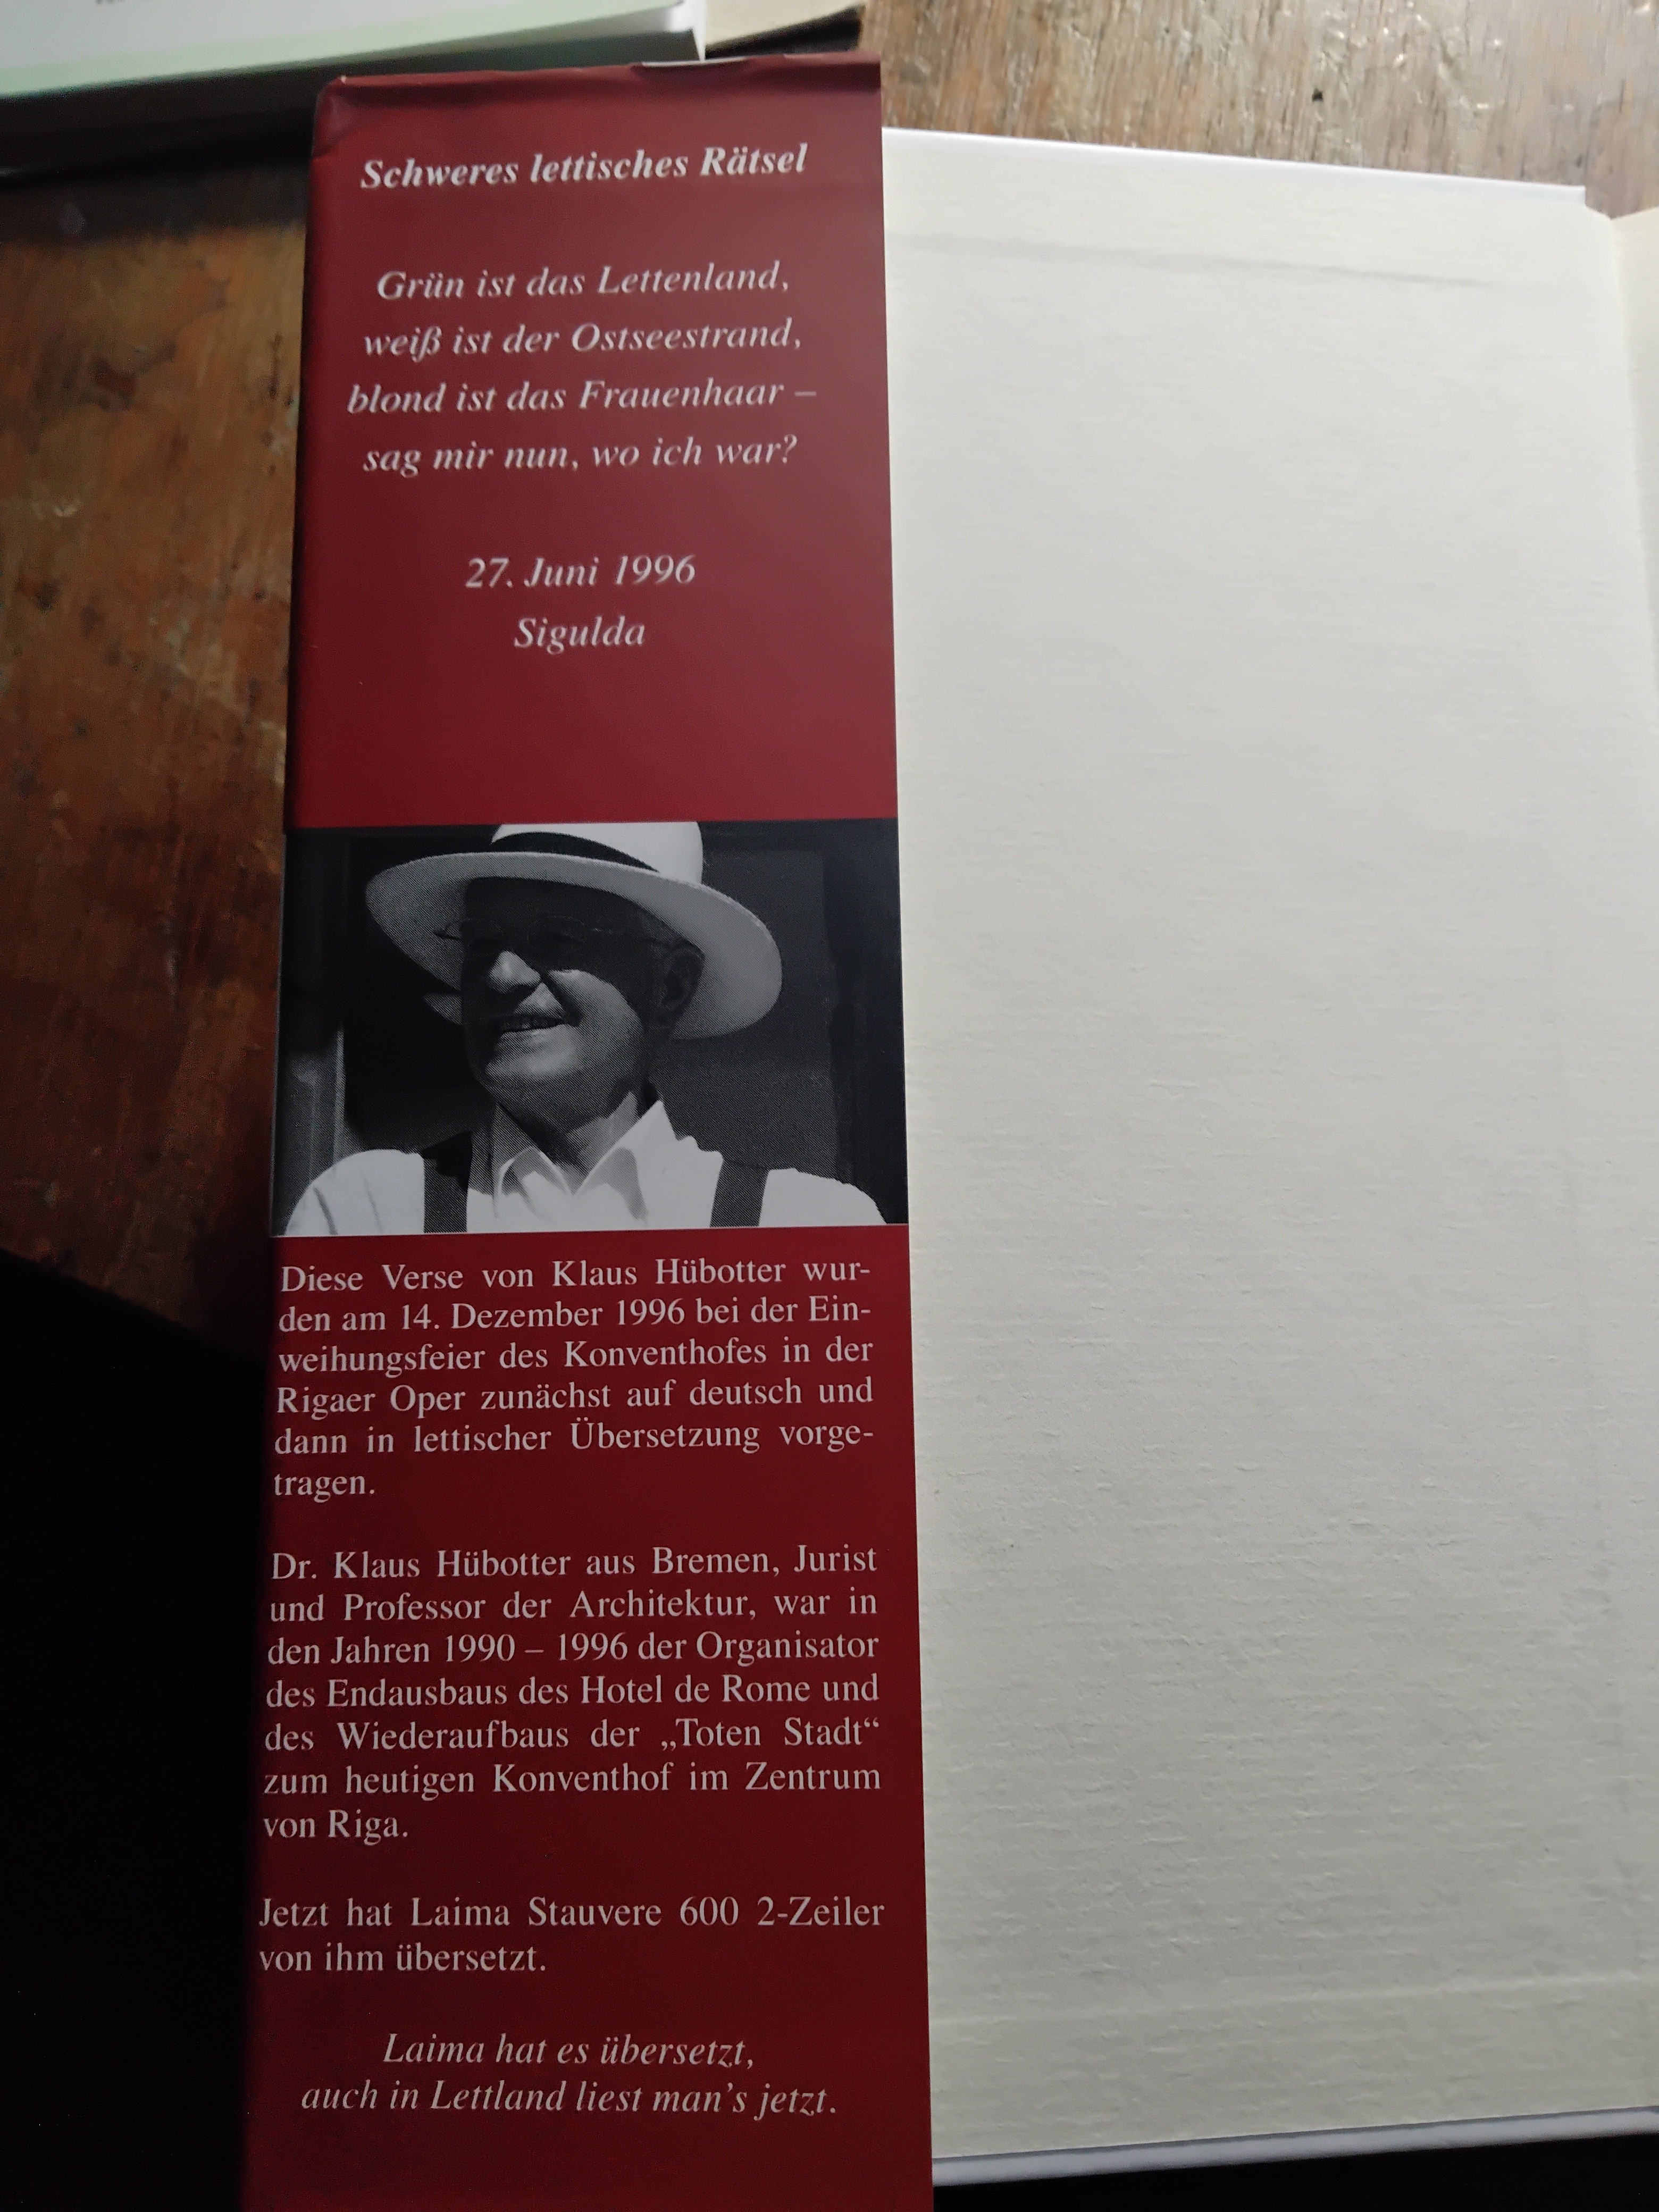 Schweres lettisches Rätsel
Grün ist das Lettenland,
weiß ist der Ostseestrand,
blond ist das Frauenhaar –
sag mir nun, wo ich war?
27. Juni 1996
Sigulda
Diese Verse von Klaus Hübotter wur-
den am 14. Dezember 1996 bei der Ein-
weihungsfeier des Konventhofes in der
Rigaer Oper zunächst auf deutsch und
dann in lettischer Übersetzung vorge-
tragen.
Dr. Klaus Hübotter aus Bremen, Jurist
und Professor der Architektur, war in
den Jahren 1990 – 1996 der Organisator
des Endausbaus des Hotel de Rome und
des Wiederaufbaus der „Toten Stadt“
zum heutigen Konventhof im Zentrum
von Riga.
Jetzt hat Laima Stauvere 600 2-Zeiler
von ihm übersetzt.
Laima hat es übersetzt,
auch in Lettland liest man’s jetzt.